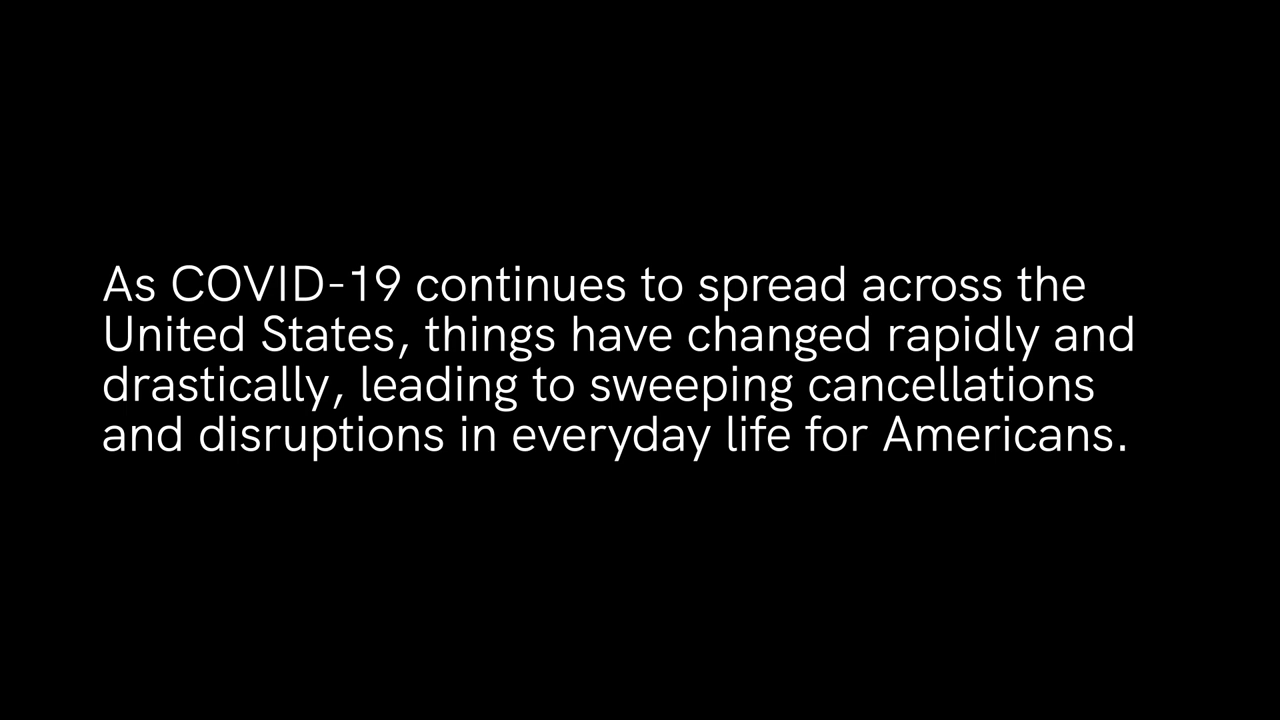 As COVID-19 continues to spread across the
United States, things have changed rapidly and
drastically, leading to sweeping cancellations
and disruptions in everyday life for Americans.